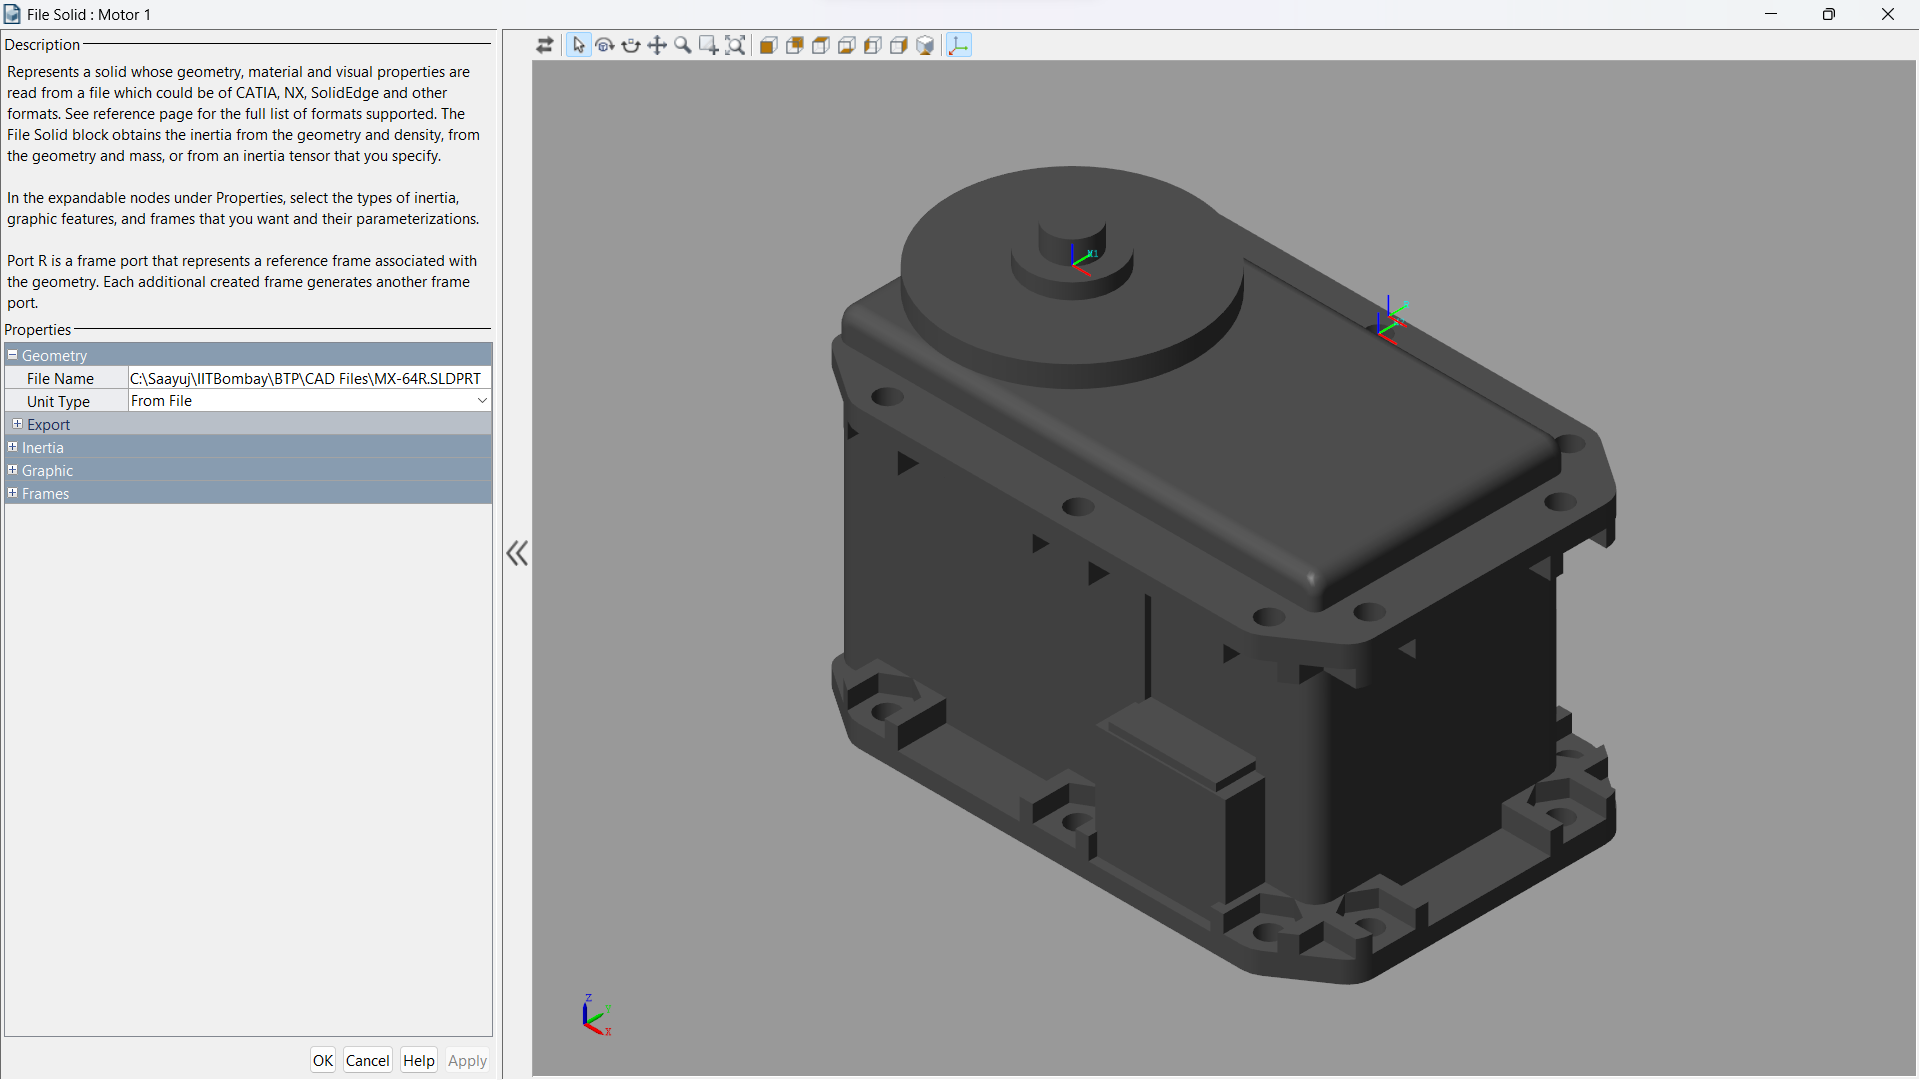 File Solid : Motor 1
Description
Represents a solid whose geometry, material and visual properties are
read from a file which could be of CATIA, NX, SolidEdge and other
formats. See reference page for the full list of formats supported. The
File Solid block obtains the inertia from the geometry and density, from
the geometry and mass, or from an inertia tensor that you specify.
In the expandable nodes under Properties, select the types of inertia,
graphic features, and frames that you want and their parameterizations.
Port R is a frame port that represents a reference frame associated with
the geometry. Each additional created frame generates another frame
port.
Properties
Geometry
File Name C:\Saayuj\IITBombay\BTP\CAD Files\MX-64R.SLDPRT
Unit Type From File
Export
Inertia
Graphic
Frames
OK Cancel Help Apply
z
y
x